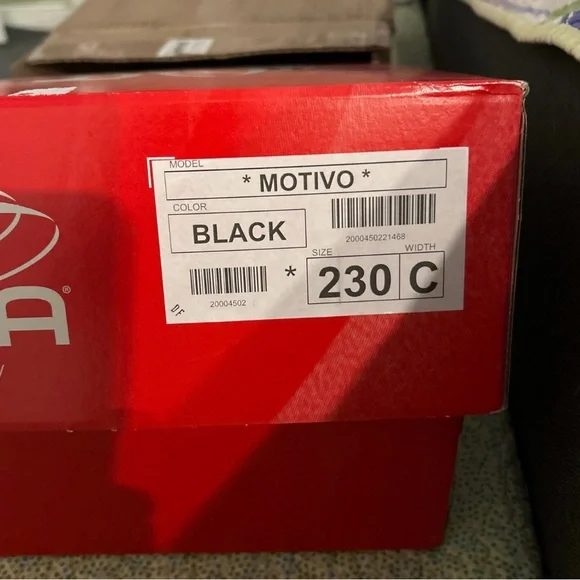 MODEL
* MOTIVO *
COLOR
BLACK
2000450221468
SIZE WIDTH
* 230 C
20004502
DF
A®